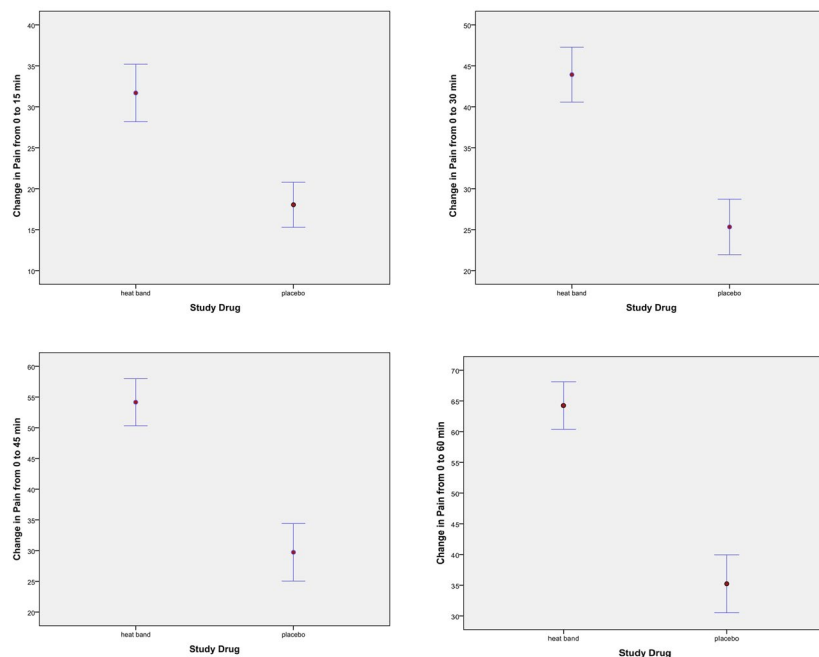 Change in Pain from 0 to 15 min
40
35
30
25
20
15
10
heat band
placebo
Study Drug
Change in Pain from 0 to 30 min
50
45
40
35
30
25
20
heat band
placebo
Study Drug
Change in Pain from 0 to 45 min
60
55
50
45
40
35
30
25
20
heat band
placebo
Study Drug
Change in Pain from 0 to 60 min
70
65
60
55
50
45
40
35
30
heat band
placebo
Study Drug